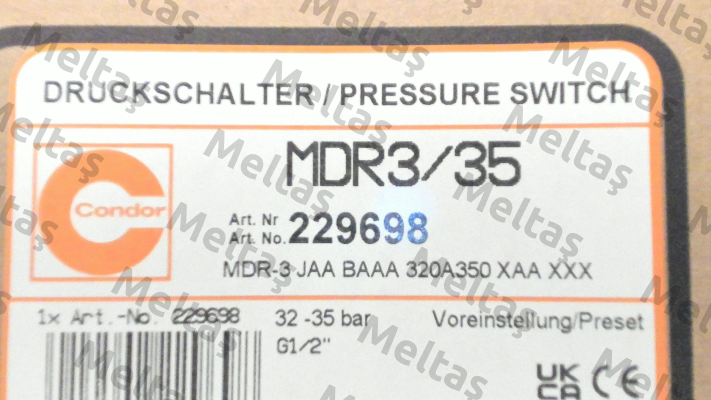 DRUCKSCHALTER / PRESSURE SWITCH
MDR3/35
Condor
Art. Nr
Art. No. 229698
MDR-3 JAA BAAA 320A350 XAA XXX
1x Art.-No. 229698
32 -35 bar
Voreinstellung/Preset
G1/2"
UK
CA CE
Meltaş